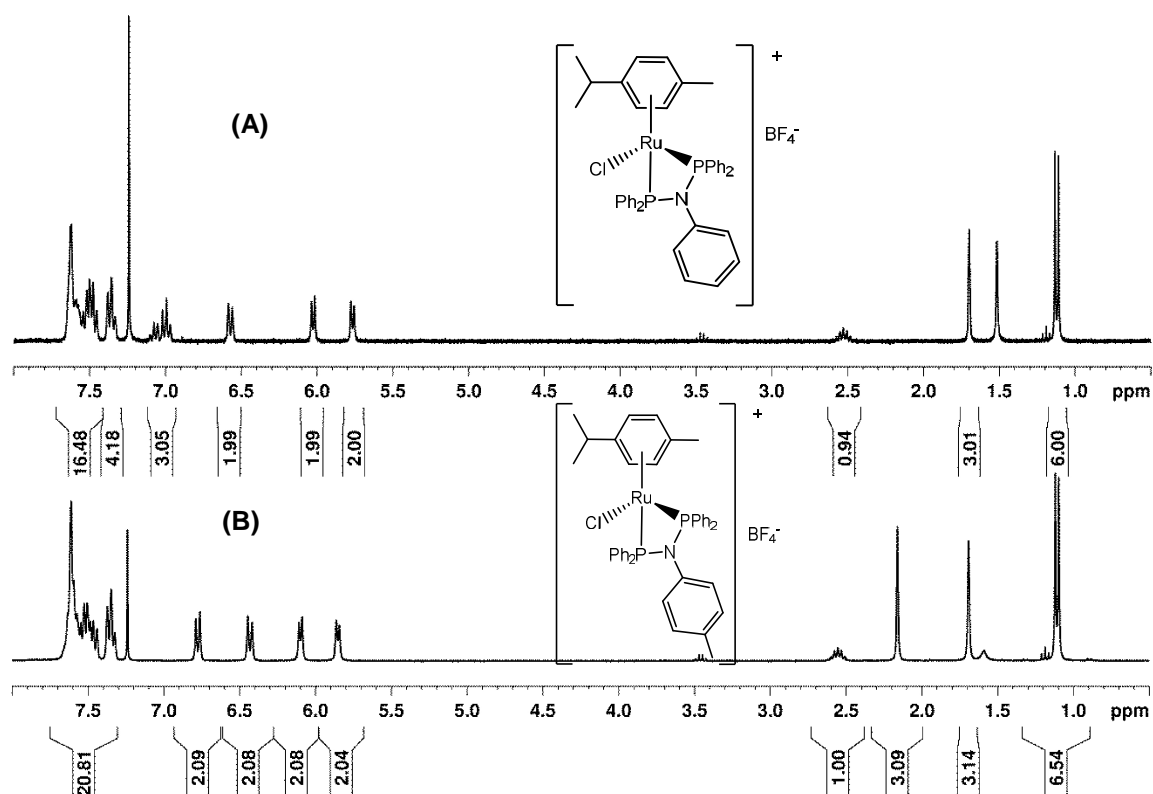 (A)
+
Ru
Cl
PPh2
Ph2P
N
BF4-
7.5 7.0 6.5 6.0 5.5 5.0 4.5 4.0 3.5 3.0 2.5 2.0 1.5 1.0 ppm
16.48 4.18 3.05 1.99 1.99 2.00 0.94 3.01 6.00
(B)
+
Ru
Cl
PPh2
Ph2P
N
BF4-
7.5 7.0 6.5 6.0 5.5 5.0 4.5 4.0 3.5 3.0 2.5 2.0 1.5 1.0 ppm
20.81 2.09 2.08 2.08 2.04 1.00 3.09 3.14 6.54